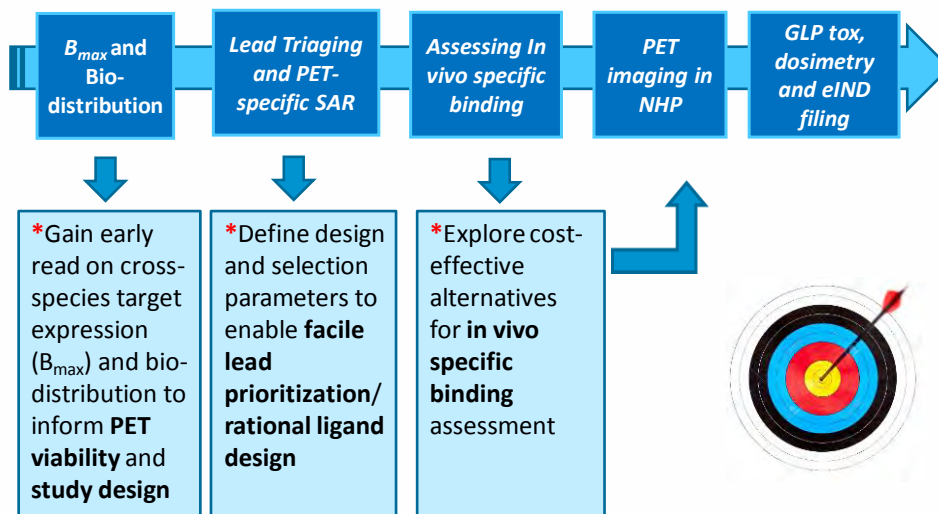 B_max and
Bio-
distribution
Lead Triaging
and PET-
specific SAR
Assessing In
vivo specific
binding
PET
imaging in
NHP
GLP tox,
dosimetry
and eIND
filing
*Gain early
read on cross-
species target
expression
(B_max) and bio-
distribution to
inform PET
viability and
study design
*Define design
and selection
parameters to
enable facile
lead
prioritization/
rational ligand
design
*Explore cost-
effective
alternatives
for in vivo
specific
binding
assessment